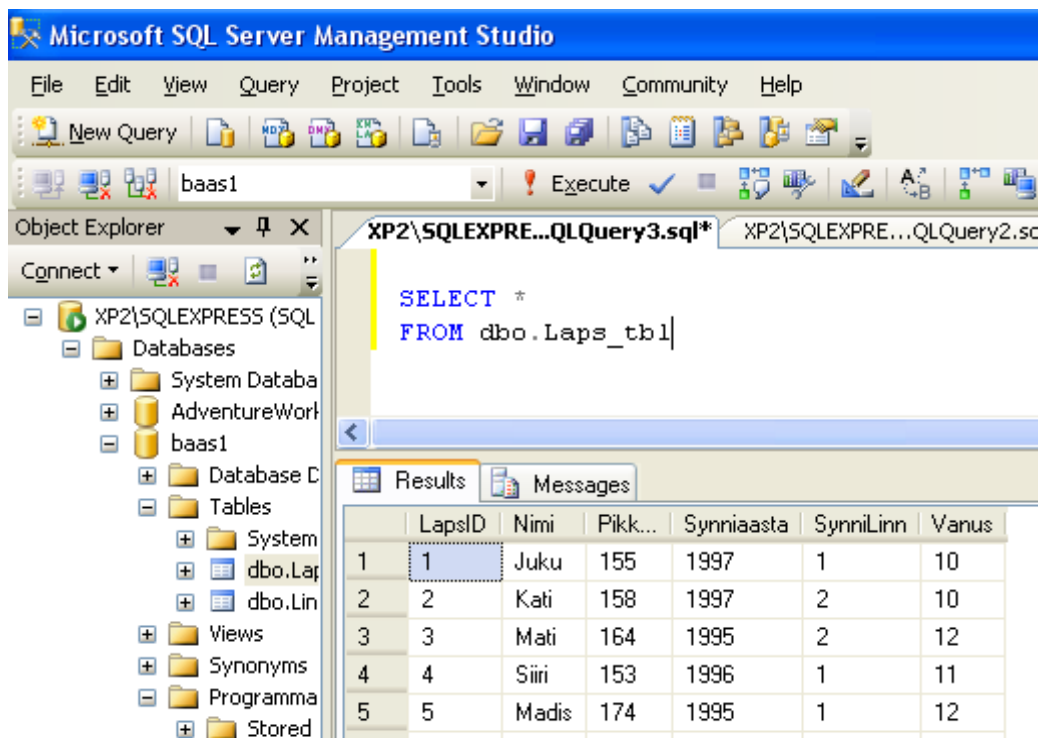 Microsoft SQL Server Management Studio
File Edit View Query Project Tools Window Community Help
New Query
baas1 Execute
Object Explorer
XP2\SQLEXPRE...QLQuery3.sql* XP2\SQLEXPRE...QLQuery2.sq
Connect
SELECT *
FROM dbo.Laps_tbl
XP2\SQLEXPRESS (SQL
Databases
System Databa
AdventureWork
baas1
Database D
Tables
System
dbo.Lap
dbo.Lin
Views
Synonyms
Programma
Stored
Results Messages
LapsID Nimi Pikk... Synniaasta SynniLinn Vanus
1 1 Juku 155 1997 1 10
2 2 Kati 158 1997 2 10
3 3 Mati 164 1995 2 12
4 4 Siiri 153 1996 1 11
5 5 Madis 174 1995 1 12